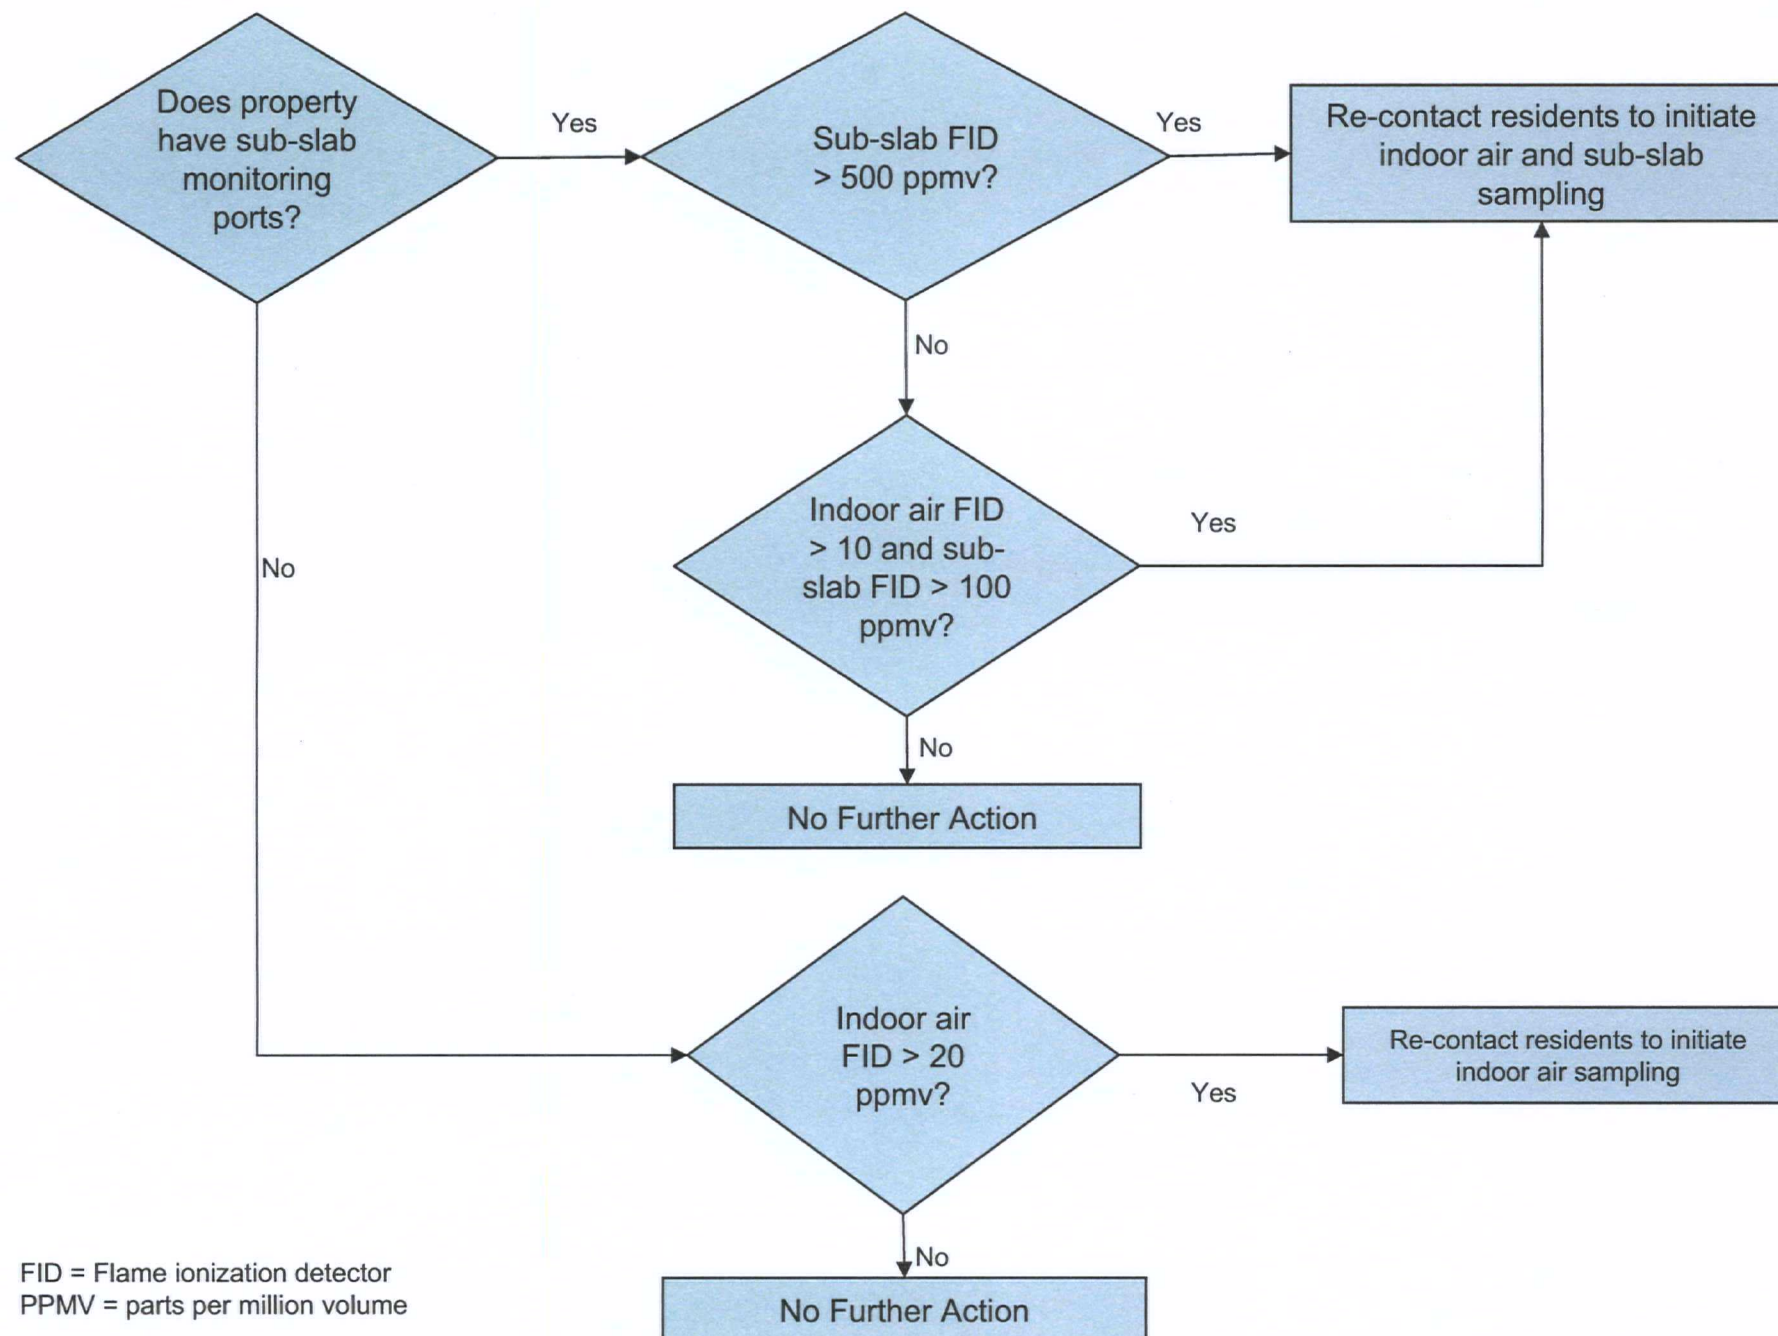 Does property
have sub-slab
monitoring
ports?
Yes
Sub-slab FID
> 500 ppmv?
Yes
Re-contact residents to initiate
indoor air and sub-slab
sampling
No
Indoor air FID
> 10 and sub-
slab FID > 100
ppmv?
Yes
No
No
No Further Action
Indoor air
FID > 20
ppmv?
Yes
Re-contact residents to initiate
indoor air sampling
No
No Further Action
FID = Flame ionization detector
PPMV = parts per million volume